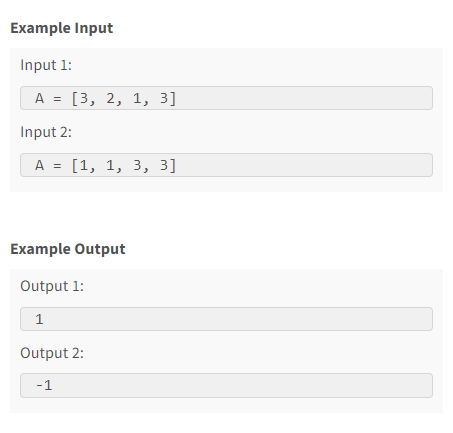 Example Input
Input 1:
A = [3, 2, 1, 3]
Input 2:
A = [1, 1, 3, 3]
Example Output
Output 1:
1
Output 2:
-1